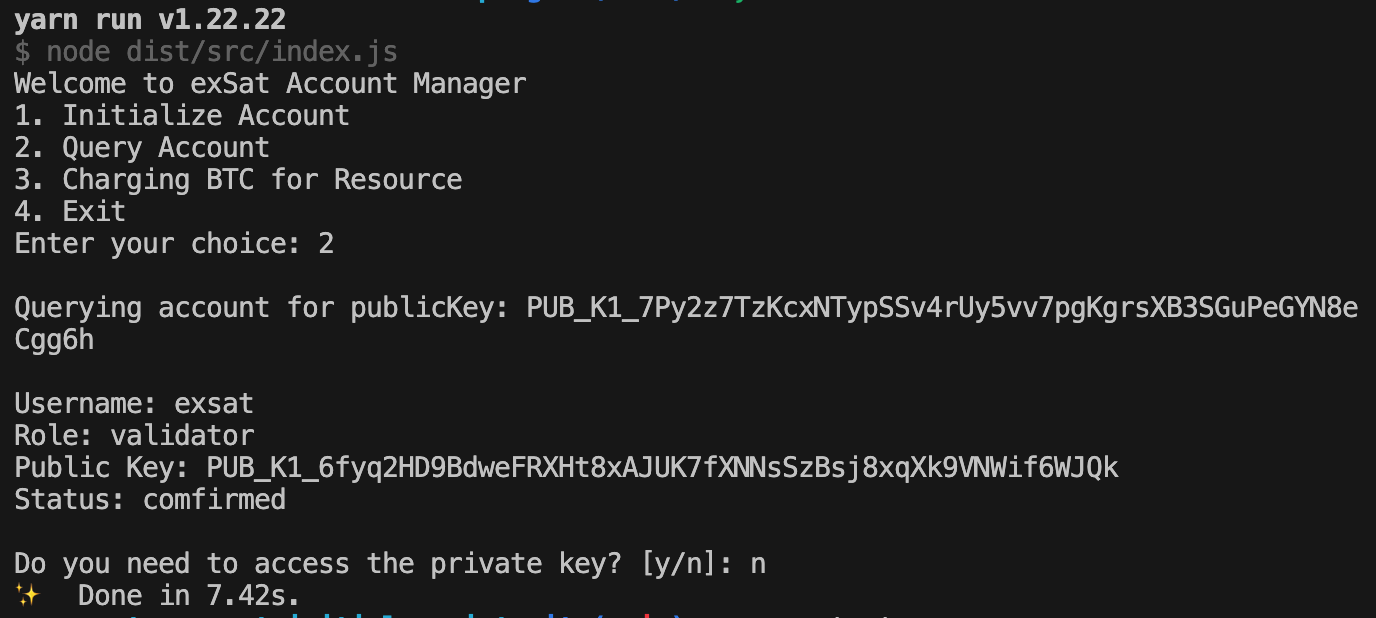 yarn run v1.22.22
$ node dist/src/index.js
Welcome to exSat Account Manager
1. Initialize Account
2. Query Account
3. Charging BTC for Resource
4. Exit
Enter your choice: 2
Querying account for publicKey: PUB_K1_7Py2z7TzKcxNTypSSv4rUy5vv7pgKgrsXB3SGuPeGYN8e
Cgg6h
Username: exsat
Role: validator
Public Key: PUB_K1_6fyq2HD9BdweFRXHt8xAJUK7fXNNsSzBsj8xqXk9VNWif6WJQk
Status: comfirmed
Do you need to access the private key? [y/n]: n
✨  Done in 7.42s.